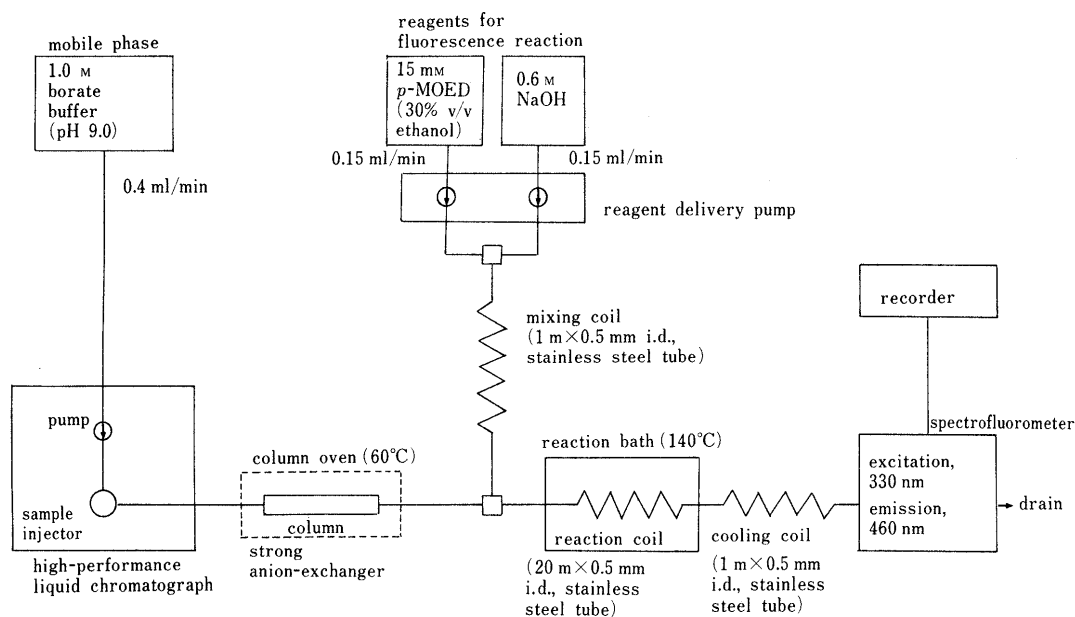 mobile phase
1.0 M
borate
buffer
(pH 9.0)
0.4 ml/min
reagents for
fluorescence reaction
15 mM
p-MOED
(30% v/v
ethanol)
0.6 M
NaOH
0.15 ml/min
0.15 ml/min
reagent delivery pump
mixing coil
(1 m×0.5 mm i.d.,
stainless steel tube)
recorder
pump
sample
injector
high-performance
liquid chromatograph
column oven (60°C)
column
strong
anion-exchanger
reaction bath (140°C)
reaction coil
(20 m×0.5 mm
i.d., stainless
steel tube)
cooling coil
(1 m×0.5 mm
i.d., stainless
steel tube)
spectrofluorometer
excitation,
330 nm
emission,
460 nm
drain